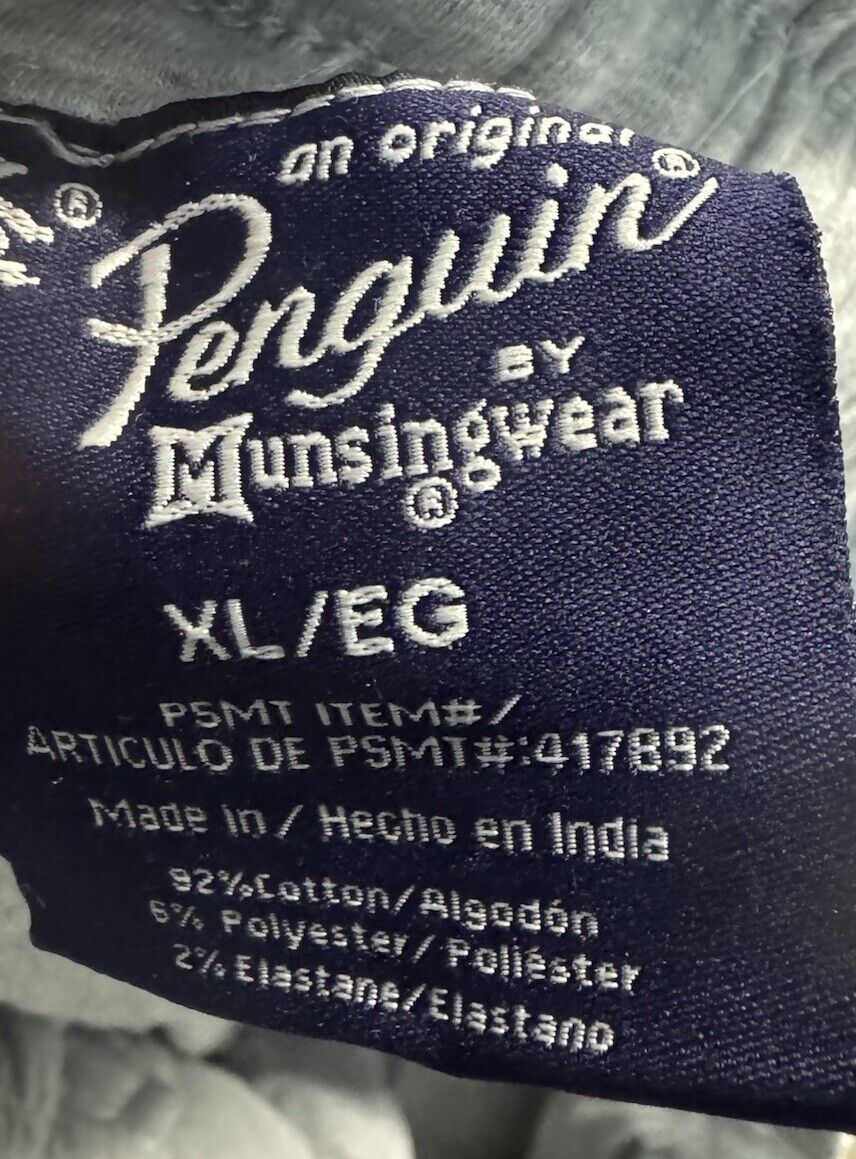 an original
Penguin®
BY
Munsingwear
®
XL/EG
PSMT ITEM#/
ARTICULO DE PSMT#:417892
Made in / Hecho en India
92% Cotton/Algodón
6% Polyester/Poliéster
2% Elastane/Elastano